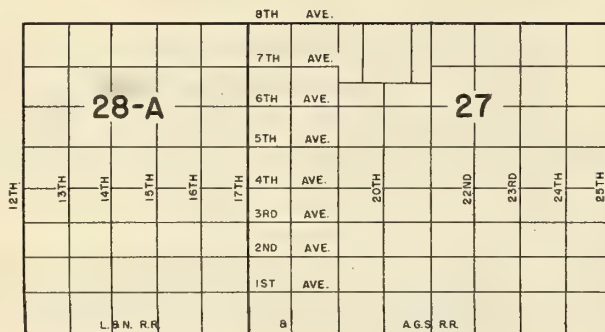 8TH AVE.
7TH AVE.
28-A
6TH AVE.
27
5TH AVE.
12TH
13TH
14TH
15TH
16TH
17TH
4TH AVE.
20TH
22ND
23RD
24TH
25TH
3RD AVE.
2ND AVE.
1ST AVE.
L. & N. R.R. & A.G.S. R.R.